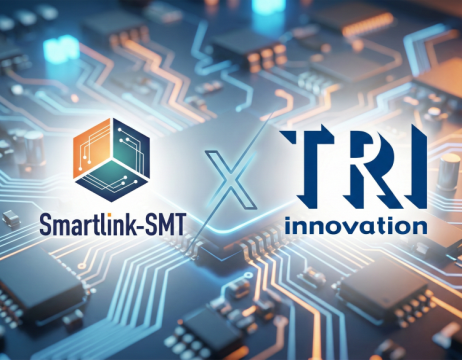 Smartlink-SMT
X
TRI
innovation